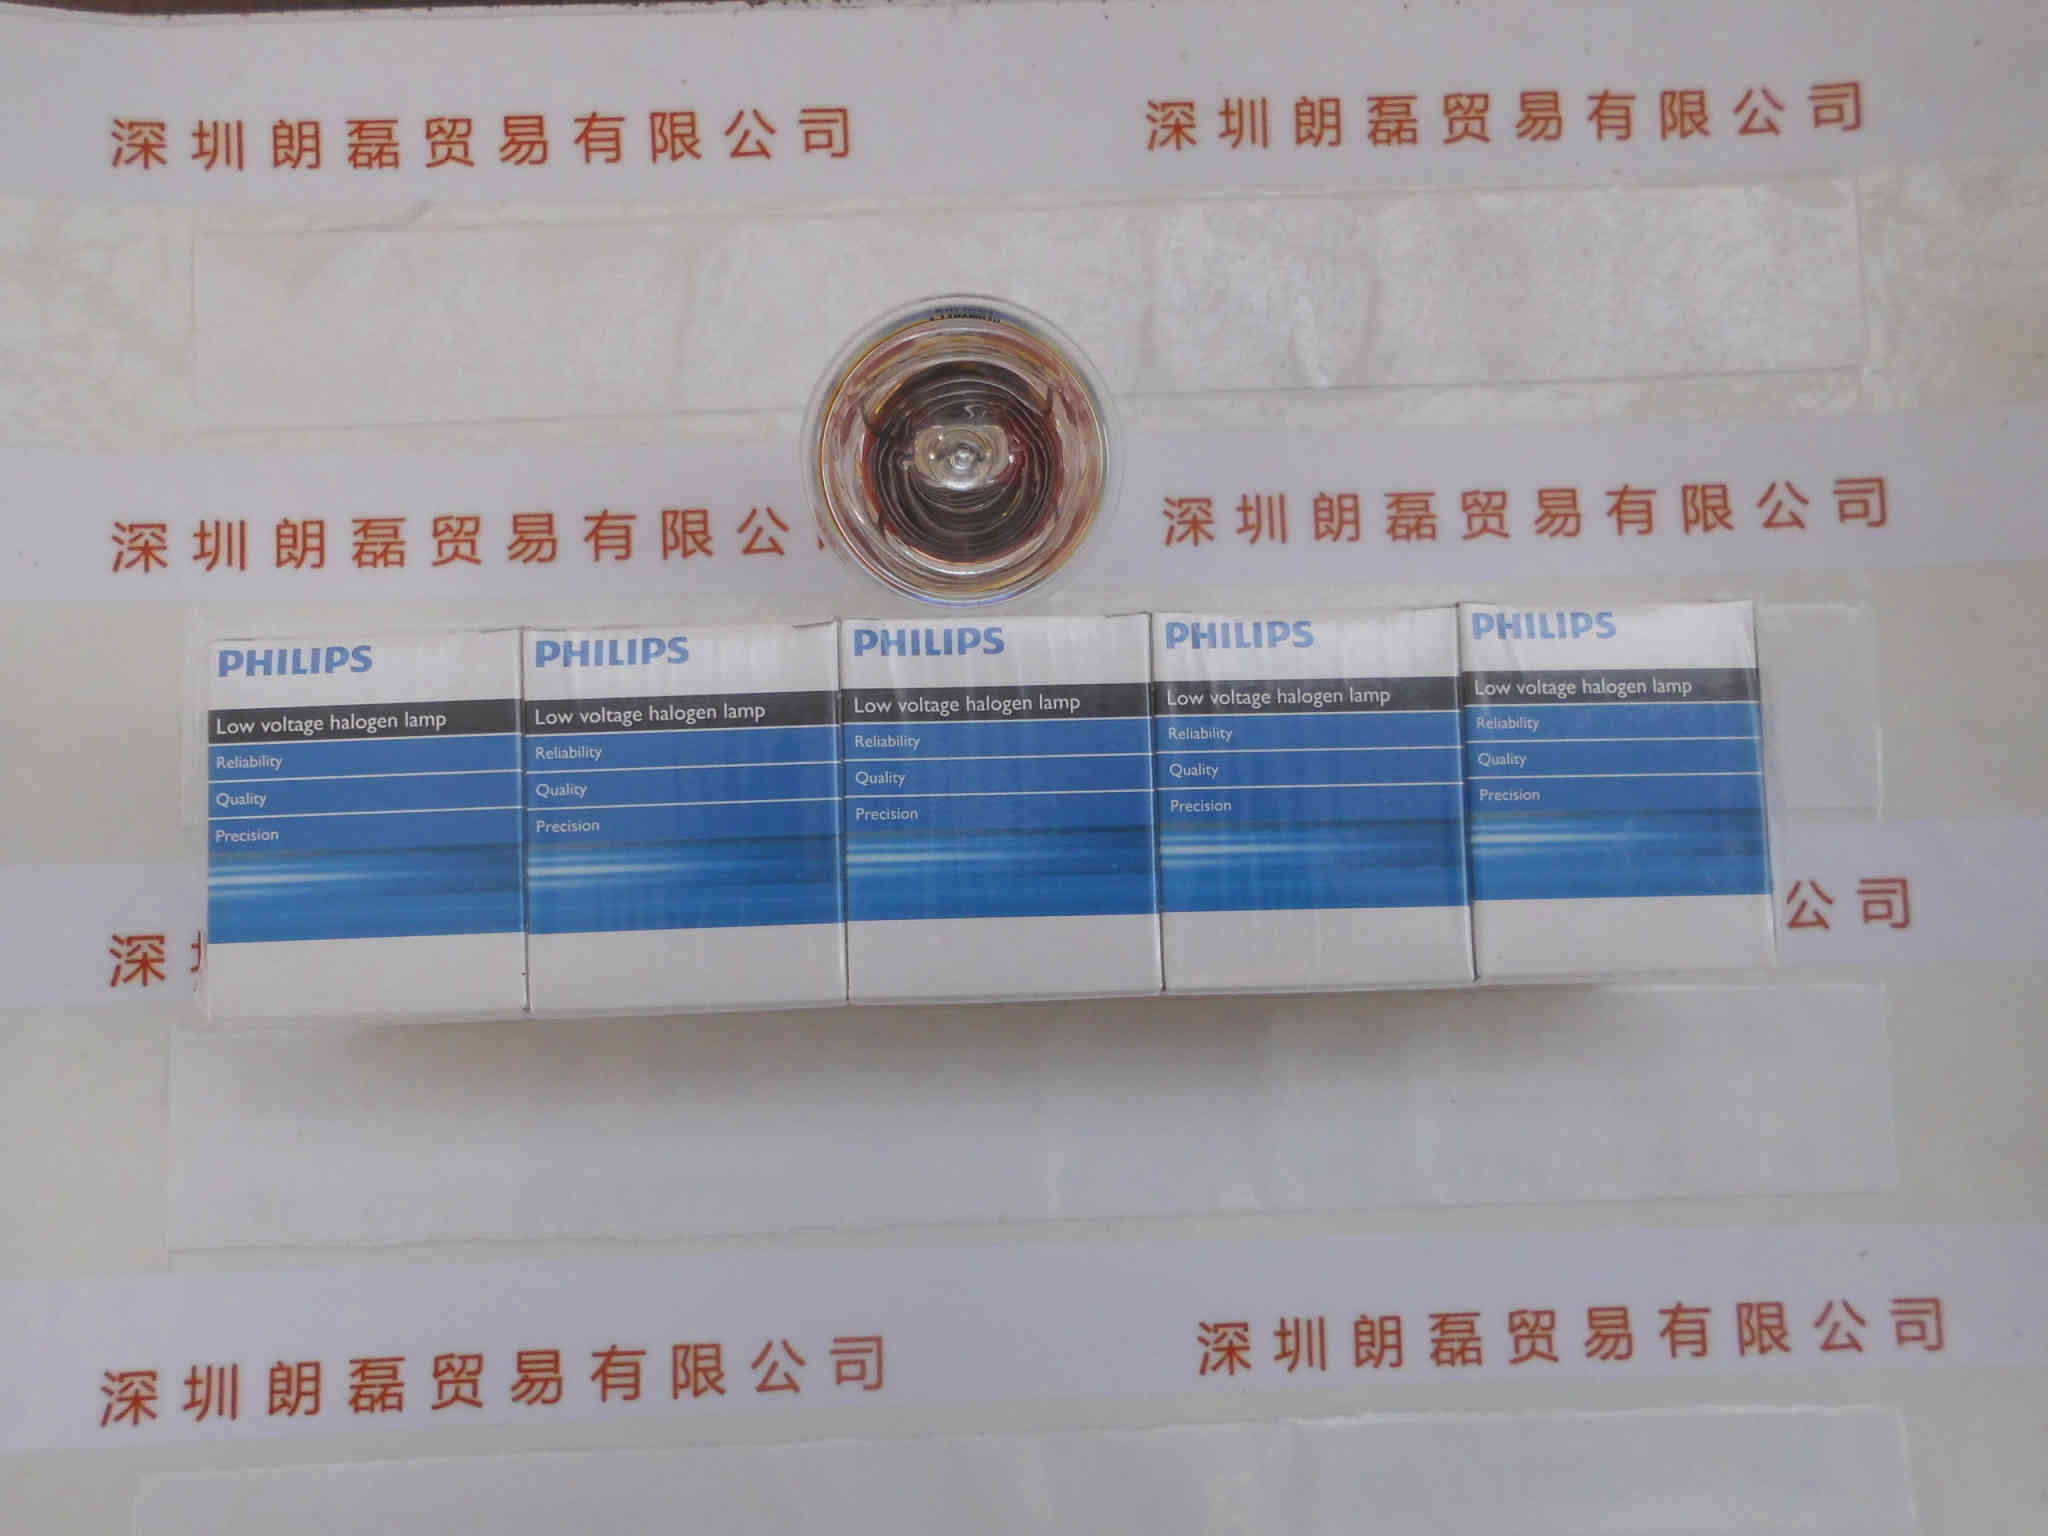 深圳朗磊贸易有限公司
深圳朗磊贸易有限公司
深圳朗磊贸易有限公
深圳朗磊贸易有限公司
PHILIPS
Low voltage halogen lamp
Reliability
Quality
Precision
PHILIPS
Low voltage halogen lamp
Reliability
Quality
Precision
PHILIPS
Low voltage halogen lamp
Reliability
Quality
Precision
PHILIPS
Low voltage halogen lamp
Reliability
Quality
Precision
PHILIPS
Low voltage halogen lamp
Reliability
Quality
Precision
深
公司
深圳朗磊贸易有限公司
深圳朗磊贸易有限公司